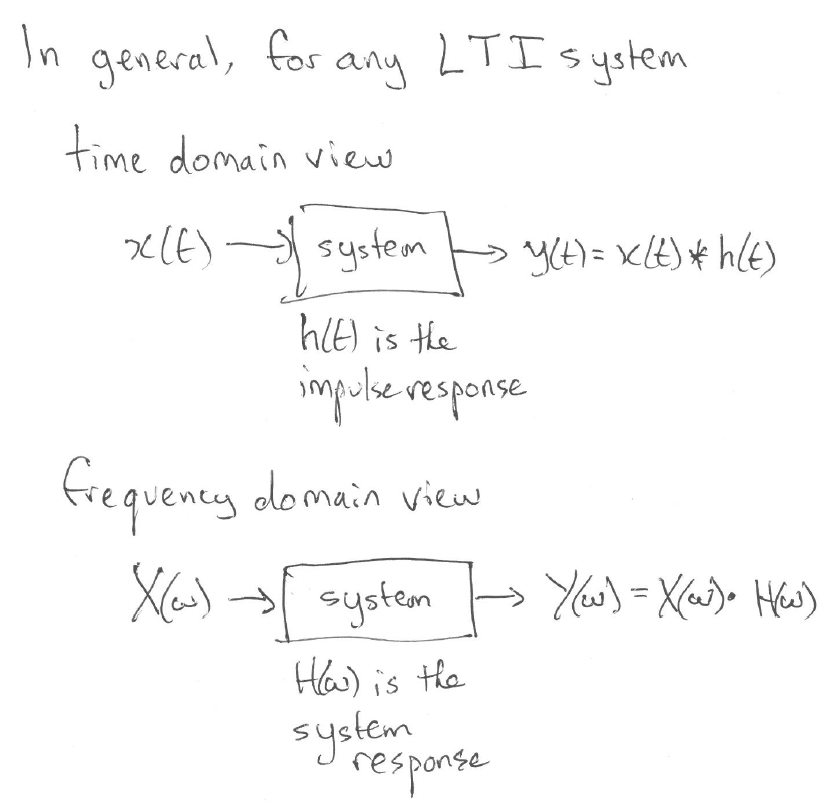 In general, for any LTI system
time domain view
x(t) → system → y(t) = x(t) * h(t)
h(t) is the
impulse response
frequency domain view
X(ω) → system → Y(ω) = X(ω) · H(ω)
H(ω) is the
system
response